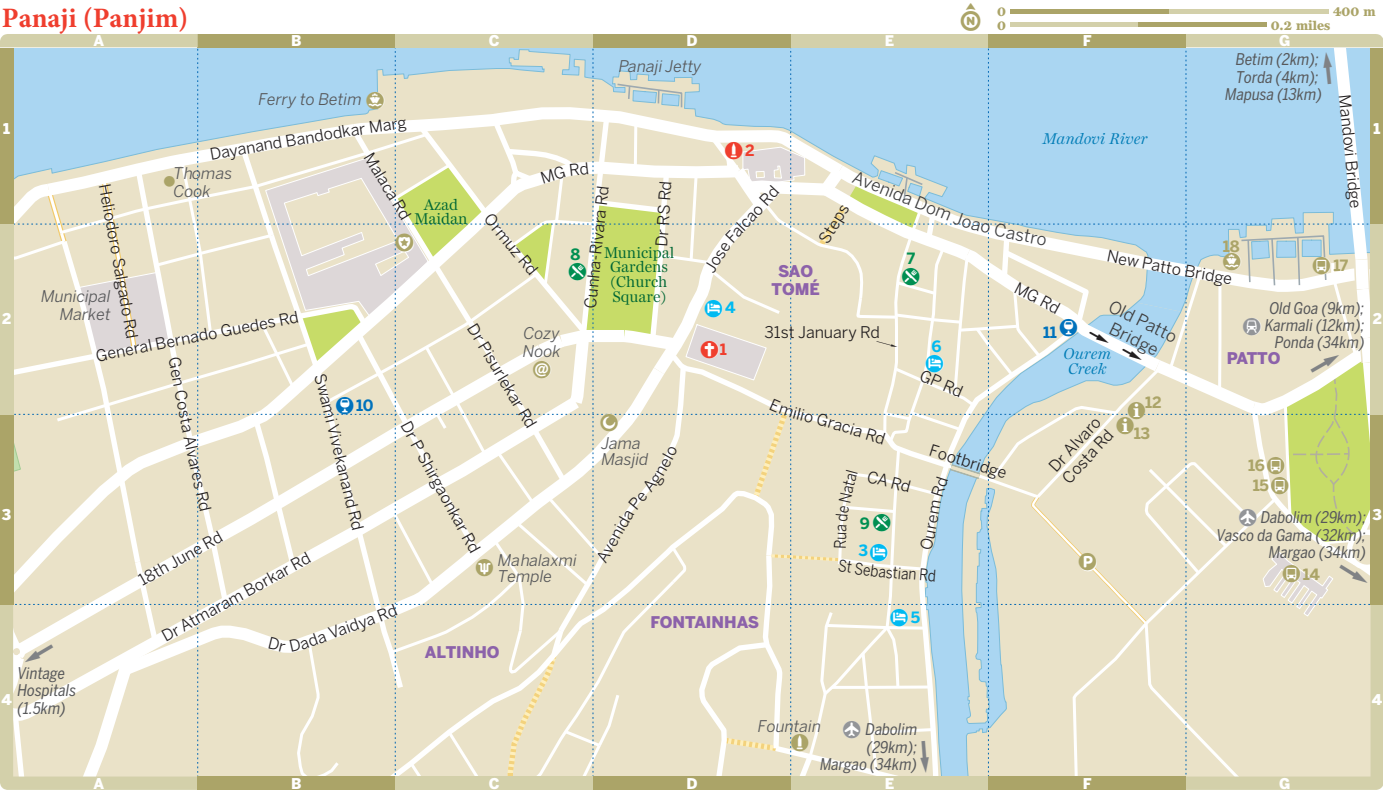 Panaji (Panjim)
N
0 400 m
0 0.2 miles
A B C D E F G
1
Panaji Jetty
Ferry to Betim
Betim (2km);
Torda (4km);
Mapusa (13km)
Mandovi River
Mandovi Bridge
Dayanand Bandodkar Marg
Thomas
Cook
Malaca Rd
MG Rd
2
1
Heliodoro Salgado Rd
Azad
Maidan
Avenida Dom Joao Castro
Ormuz Rd
Cunha-Rivara Rd
Dr RS Rd
Jose Falcao Rd
Steps
8
Municipal
Gardens
(Church
Square)
SAO
TOMÉ
7
New Patto Bridge
18
17
Municipal
Market
2
4
MG Rd
Old Patto
Bridge
Old Goa (9km);
Karmali (12km);
Ponda (34km)
2
General Bernado Guedes Rd
Cozy
Nook
@
1
31st January Rd
6
11
Ourem
Creek
PATTO
Dr Pisurlekar Rd
GP Rd
Gen Costa Alvares Rd
Swami Vivekanand Rd
10
12
i
13
i
Dr P Shirgaonkar Rd
Jama
Masjid
Emilio Gracia Rd
Footbridge
Dr Alvaro
Costa Rd
16
15
3
Avenida Pe Agnelo
Rua de Natal
CA Rd
Ourem Rd
9
3
St Sebastian Rd
Dabolim (29km);
Vasco da Gama (32km);
Margao (34km)
3
18th June Rd
Dr Atmaram Borkar Rd
Mahalaxmi
Temple
P
14
Dr Dada Vaidya Rd
FONTAINHAS
5
ALTINHO
Vintage
Hospitals
(1.5km)
4
Fountain
Dabolim
(29km);
Margao (34km)
4
A B C D E F G